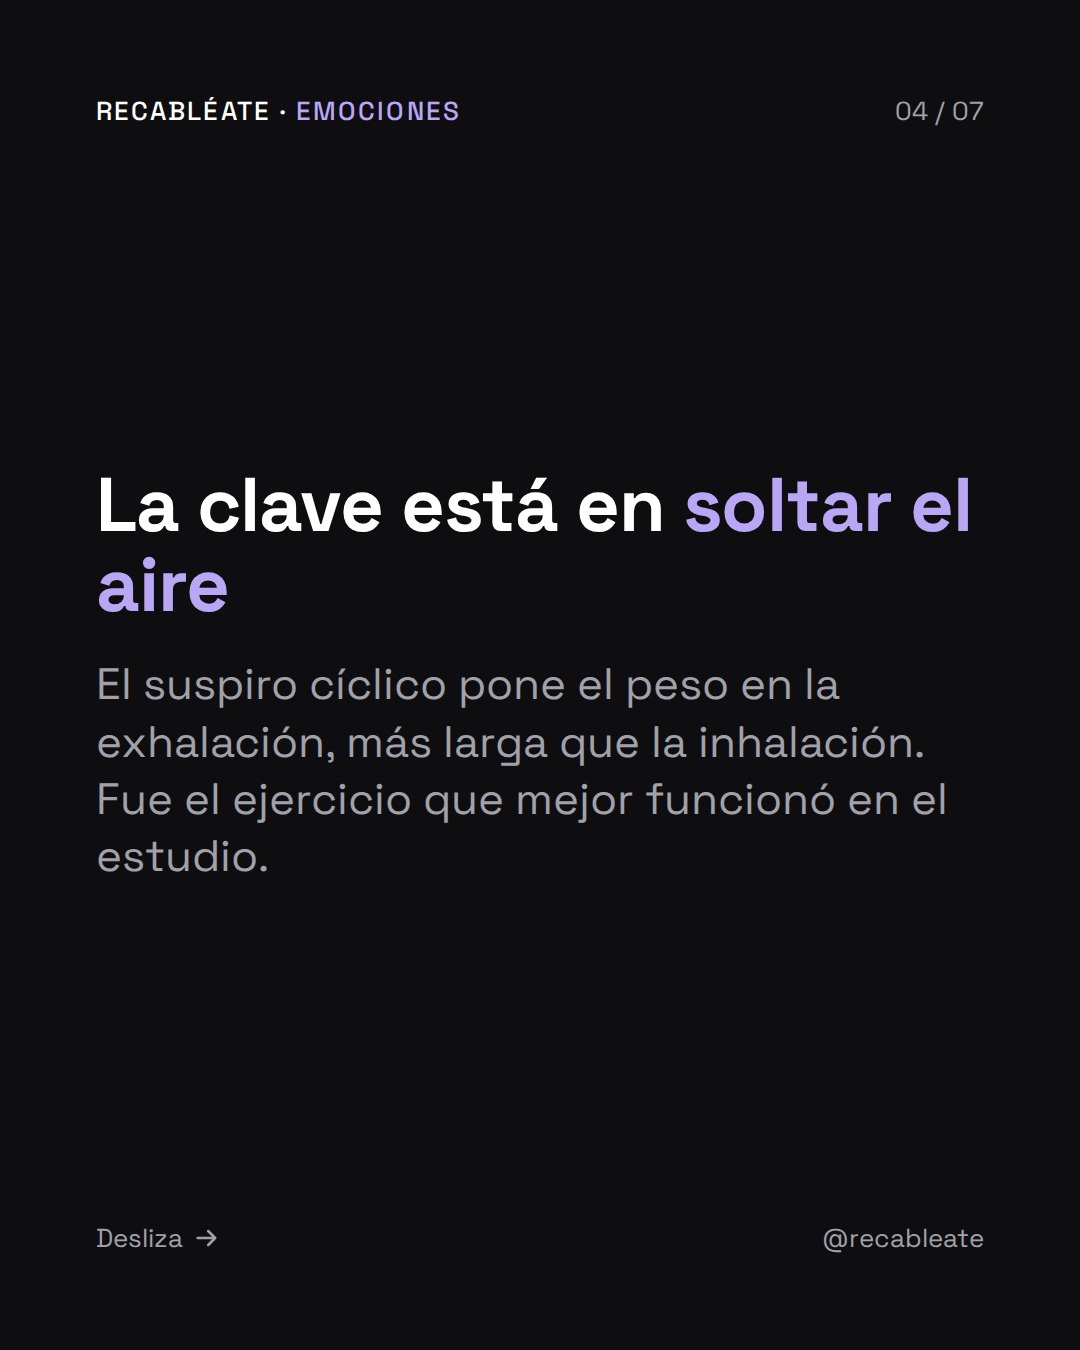 RECABLÉATE · EMOCIONES
04 / 07
La clave está en soltar el
aire
El suspiro cíclico pone el peso en la
exhalación, más larga que la inhalación.
Fue el ejercicio que mejor funcionó en el
estudio.
Desliza →
@recableate